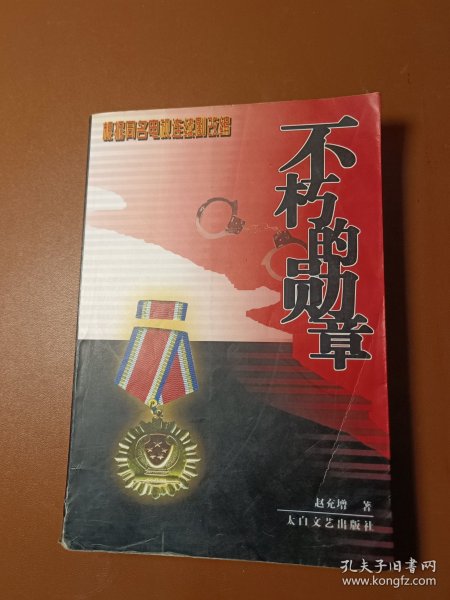 根据同名电视连续剧改编
不朽的勋章
赵充增 著
太白文艺出版社
孔夫子旧书网
www.kongfz.com